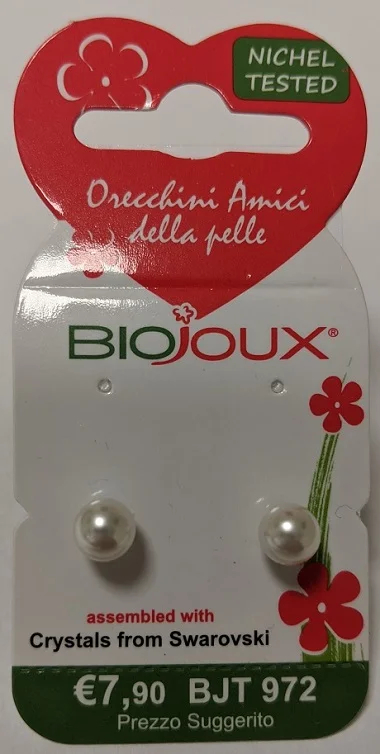 NICHEL
TESTED
Orecchini Amici
della pelle
BIOJOUX®
assembled with
Crystals from Swarovski
€7,90 BJT 972
Prezzo Suggerito